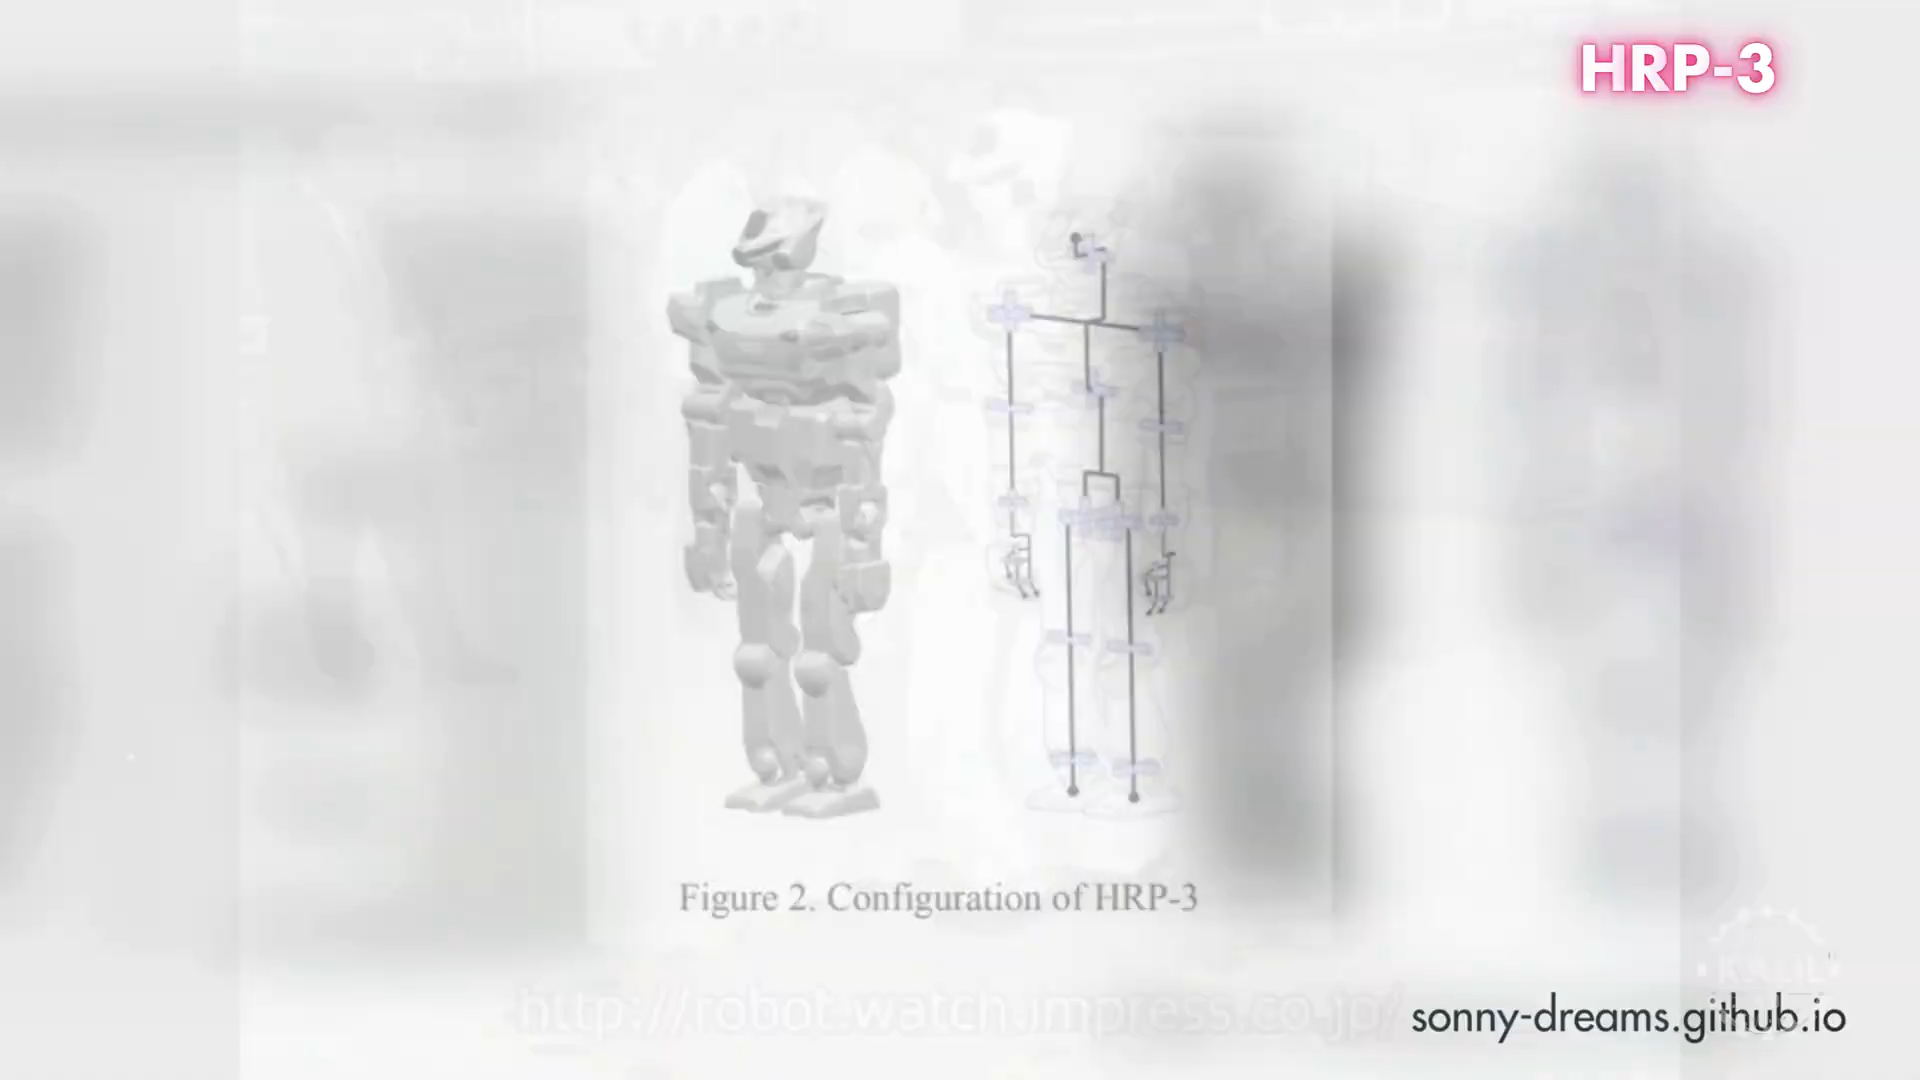 HRP-3
Figure 2. Configuration of HRP-3
http://robot.watch.impress.co.jp/
sonny-dreams.github.io